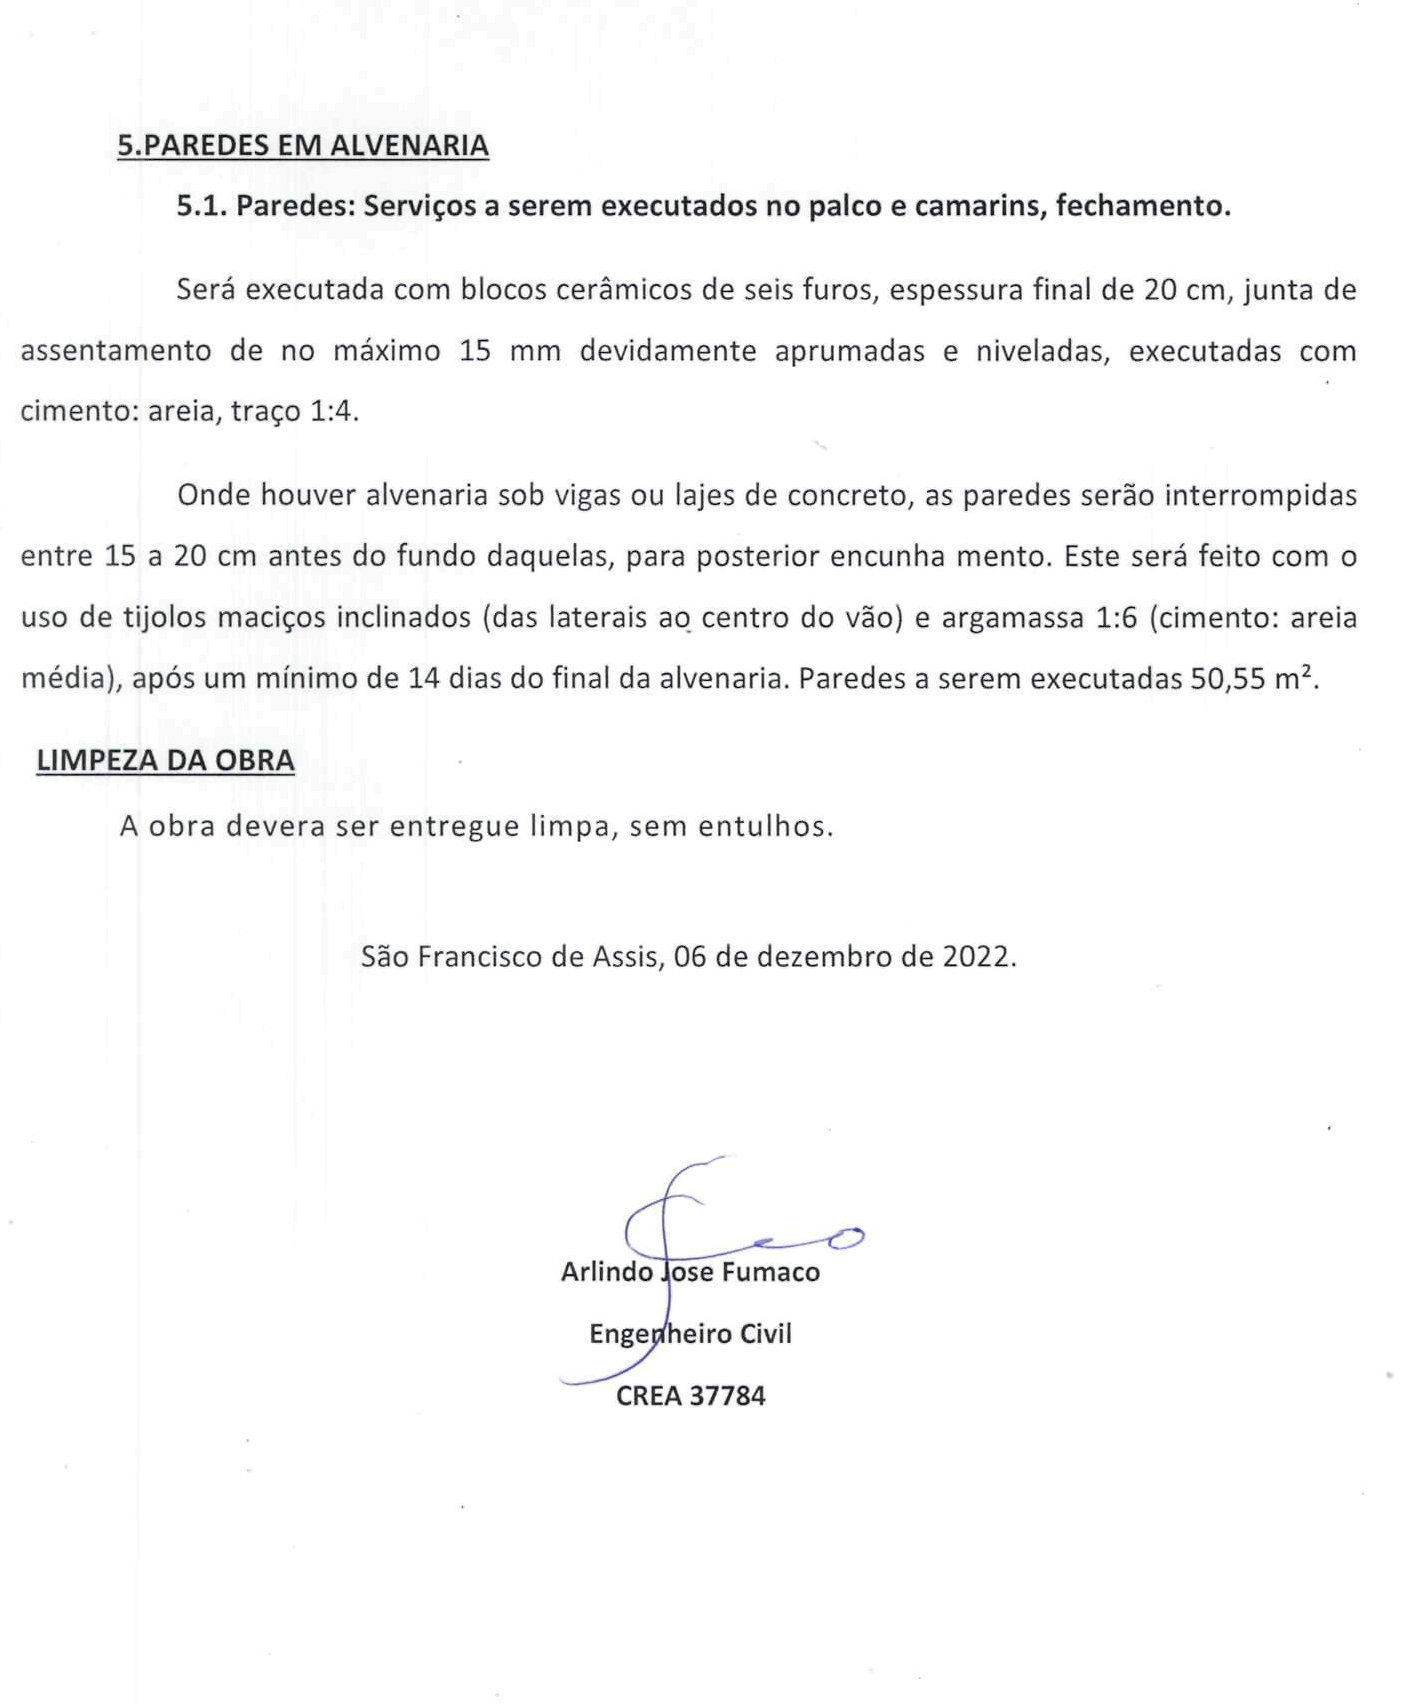 5.PAREDES EM ALVENARIA
5.1. Paredes: Serviços a serem executados no palco e camarins, fechamento.
Será executada com blocos cerâmicos de seis furos, espessura final de 20 cm, junta de
assentamento de no máximo 15 mm devidamente aprumadas e niveladas, executadas com
cimento: areia, traço 1:4.
Onde houver alvenaria sob vigas ou lajes de concreto, as paredes serão interrompidas
entre 15 a 20 cm antes do fundo daquelas, para posterior encunha mento. Este será feito com o
uso de tijolos maciços inclinados (das laterais ao centro do vão) e argamassa 1:6 (cimento: areia
média), após um mínimo de 14 dias do final da alvenaria. Paredes a serem executadas 50,55 m².
LIMPEZA DA OBRA
A obra devera ser entregue limpa, sem entulhos.
São Francisco de Assis, 06 de dezembro de 2022.
Arlindo Jose Fumaco
Engenheiro Civil
CREA 37784